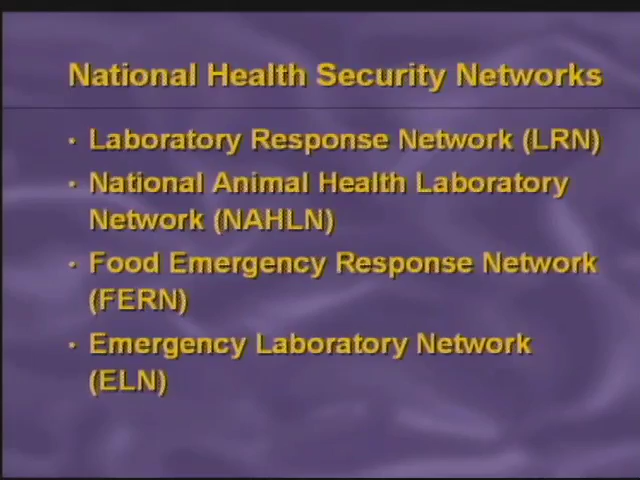 National Health Security Networks
• Laboratory Response Network (LRN)
• National Animal Health Laboratory
Network (NAHLN)
• Food Emergency Response Network
(FERN)
• Emergency Laboratory Network
(ELN)